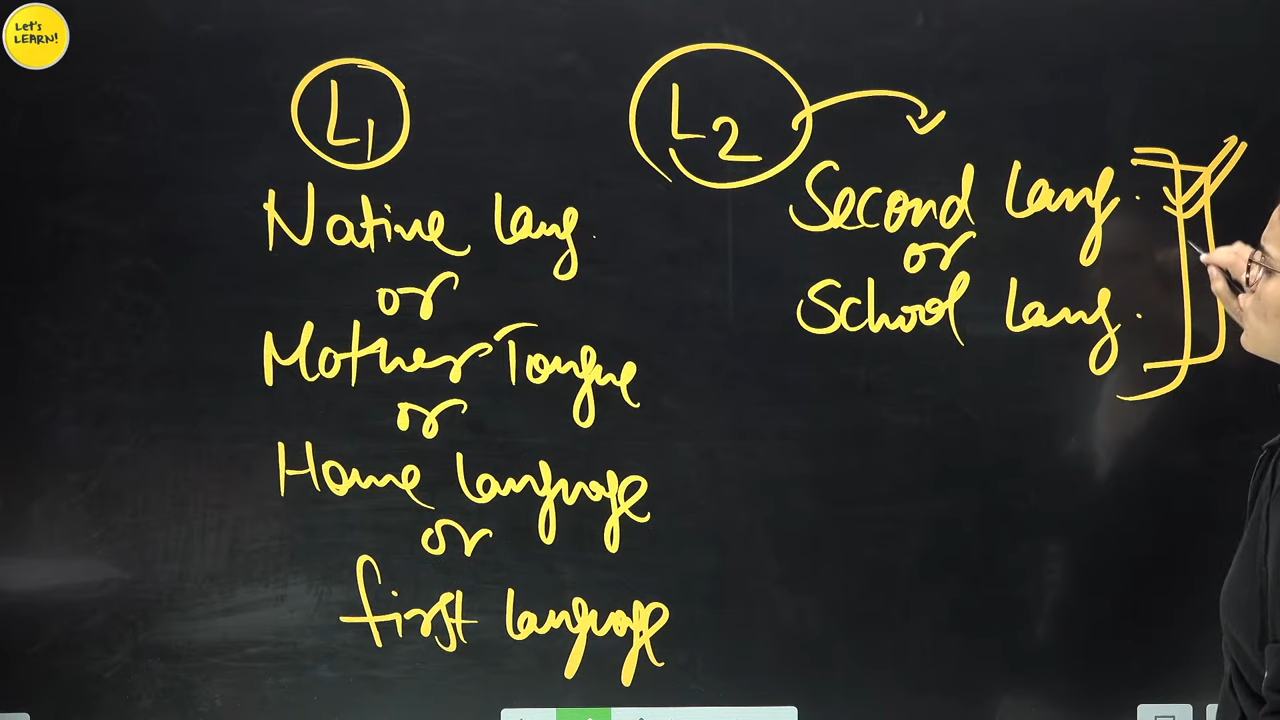 Let's
LEARN!
L1
Native lang.
or
Mother Tongue
or
Home language
or
first language
L2
Second lang.
or
School lang.